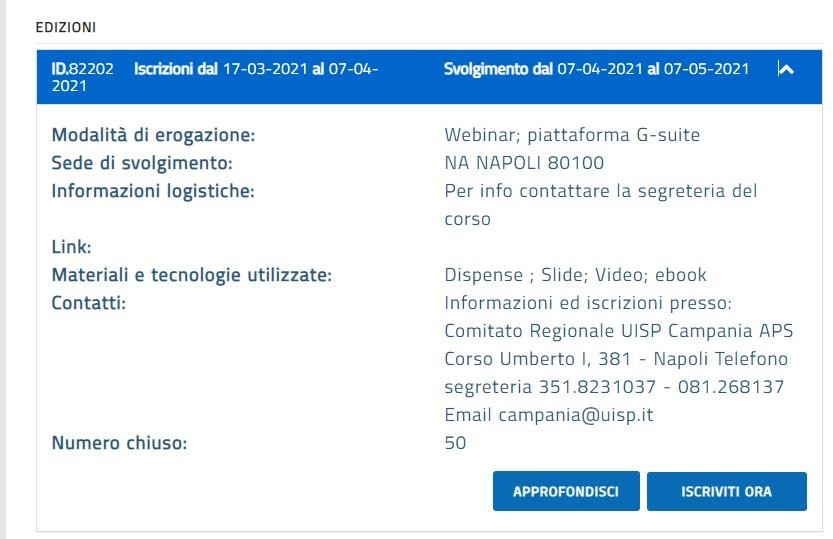 EDIZIONI
ID.82202 Iscrizioni dal 17-03-2021 al 07-04- Svolgimento dal 07-04-2021 al 07-05-2021
2021
Modalità di erogazione: Webinar; piattaforma G-suite
Sede di svolgimento: NA NAPOLI 80100
Informazioni logistiche: Per info contattare la segreteria del
corso
Link:
Materiali e tecnologie utilizzate: Dispense ; Slide; Video; ebook
Contatti: Informazioni ed iscrizioni presso:
Comitato Regionale UISP Campania APS
Corso Umberto I, 381 - Napoli Telefono
segreteria 351.8231037 - 081.268137
Email campania@uisp.it
Numero chiuso: 50
APPROFONDISCI ISCRIVITI ORA